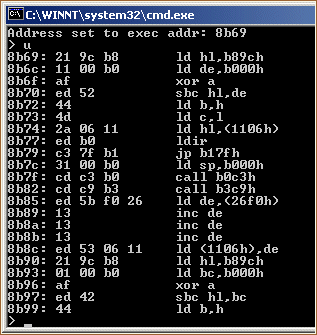 C:\WINNT\system32\cmd.exe
Address set to exec addr: 8b69
> u
8b69: 21 9c b8 ld hl,b89ch
8b6c: 11 00 b0 ld de,b000h
8b6f: af xor a
8b70: ed 52 sbc hl,de
8b72: 44 ld b,h
8b73: 4d ld c,l
8b74: 2a 06 11 ld hl,(1106h)
8b77: ed b0 ldir
8b79: c3 7f b1 jp b17fh
8b7c: 31 00 b0 ld sp,b000h
8b7f: cd c3 b0 call b0c3h
8b82: cd c9 b3 call b3c9h
8b85: ed 5b f0 26 ld de,(26f0h)
8b89: 13 inc de
8b8a: 13 inc de
8b8b: 13 inc de
8b8c: ed 53 06 11 ld (1106h),de
8b90: 21 9c b8 ld hl,b89ch
8b93: 01 00 b0 ld bc,b000h
8b96: af xor a
8b97: ed 42 sbc hl,bc
8b99: 44 ld b,h
> _